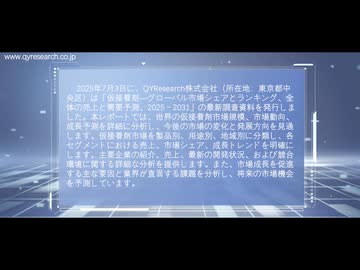 www.qyresearch.co.jp
2025年7月3日に、QYResearch株式会社（所在地　東京都中
央区）は「仮接着剤―グローバル市場シェアとランキング、全
体の売上と需要予測、2025～2031」の最新調査資料を発行しまし
た。本レポートでは、世界の仮接着剤市場規模、市場動向、
成長予測を詳細に分析し、今後の市場の変化と発展方向を見通
します。仮接着剤市場を製品別、用途別、地域別に分類し、各
セグメントにおける売上、市場シェア、成長トレンドを明確に
します。主要企業の紹介、売上、最新の開発状況、および競合
環境に関する詳細な分析を提供します。また、市場成長を促進
する主な要因と業界が直面する課題を分析し、将来の市場機会
を予測しています。